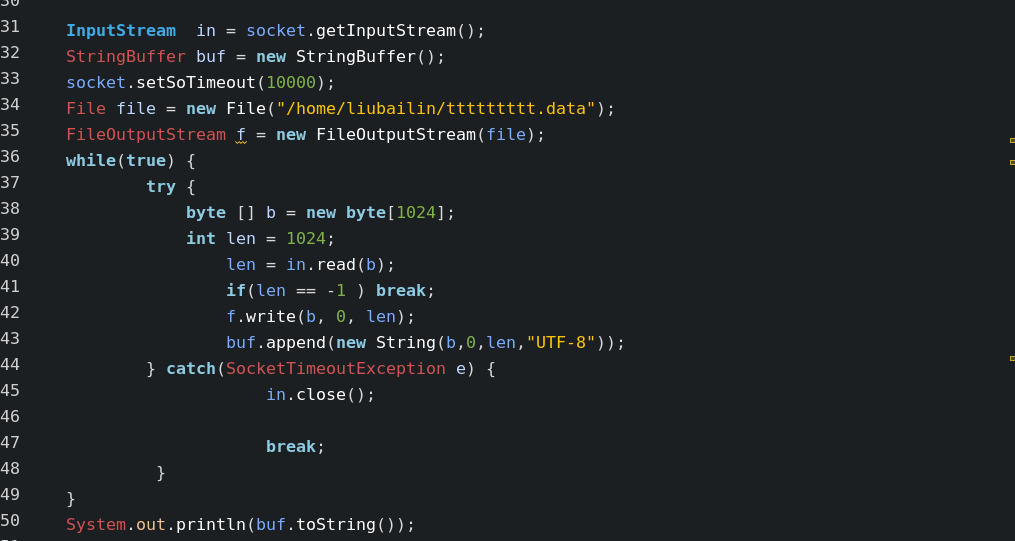 30
31 InputStream  in = socket.getInputStream();
32 StringBuffer buf = new StringBuffer();
33 socket.setSoTimeout(10000);
34 File file = new File("/home/liubailin/ttttttttt.data");
35 FileOutputStream f = new FileOutputStream(file);
36 while(true) {
37 try {
38 byte [] b = new byte[1024];
39 int len = 1024;
40 len = in.read(b);
41 if(len == -1 ) break;
42 f.write(b, 0, len);
43 buf.append(new String(b,0,len,"UTF-8"));
44 } catch(SocketTimeoutException e) {
45 in.close();
46
47 break;
48 }
49 }
50 System.out.println(buf.toString());